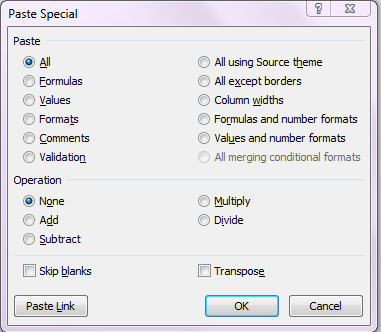 Paste Special
Paste
All
All using Source theme
Formulas
All except borders
Values
Column widths
Formats
Formulas and number formats
Comments
Values and number formats
Validation
All merging conditional formats
Operation
None
Multiply
Add
Divide
Subtract
Skip blanks
Transpose
Paste Link
OK
Cancel